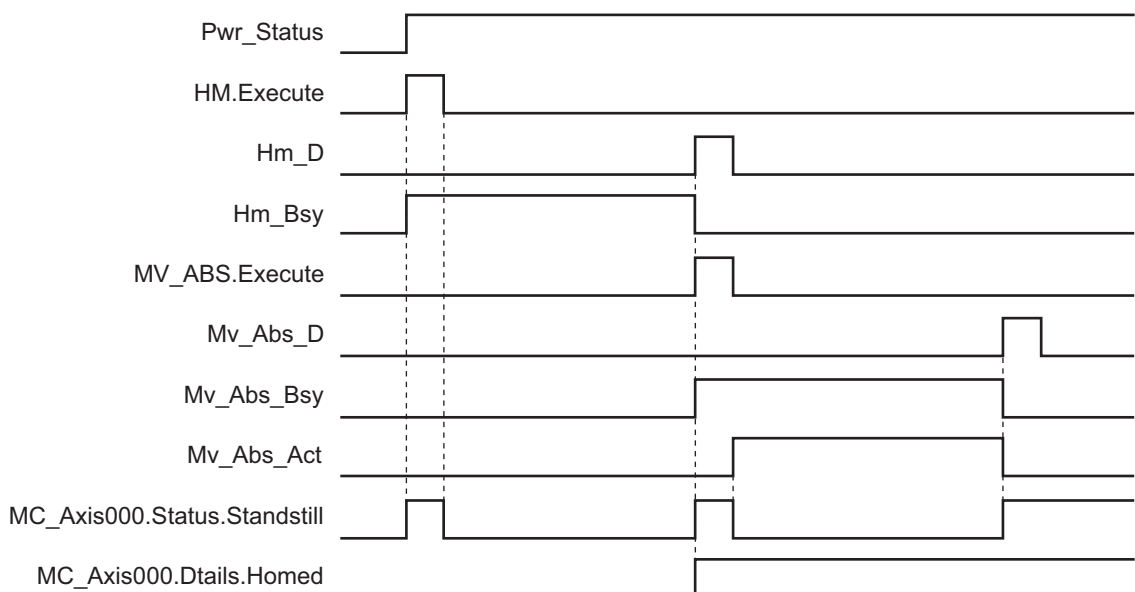 Pwr_Status
HM.Execute
Hm_D
Hm_Bsy
MV_ABS.Execute
Mv_Abs_D
Mv_Abs_Bsy
Mv_Abs_Act
MC_Axis000.Status.Standstill
MC_Axis000.Dtails.Homed